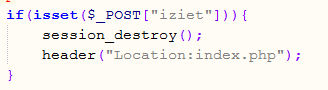 if(isset($_POST["iziet"])){
session_destroy();
header("Location:index.php");
}